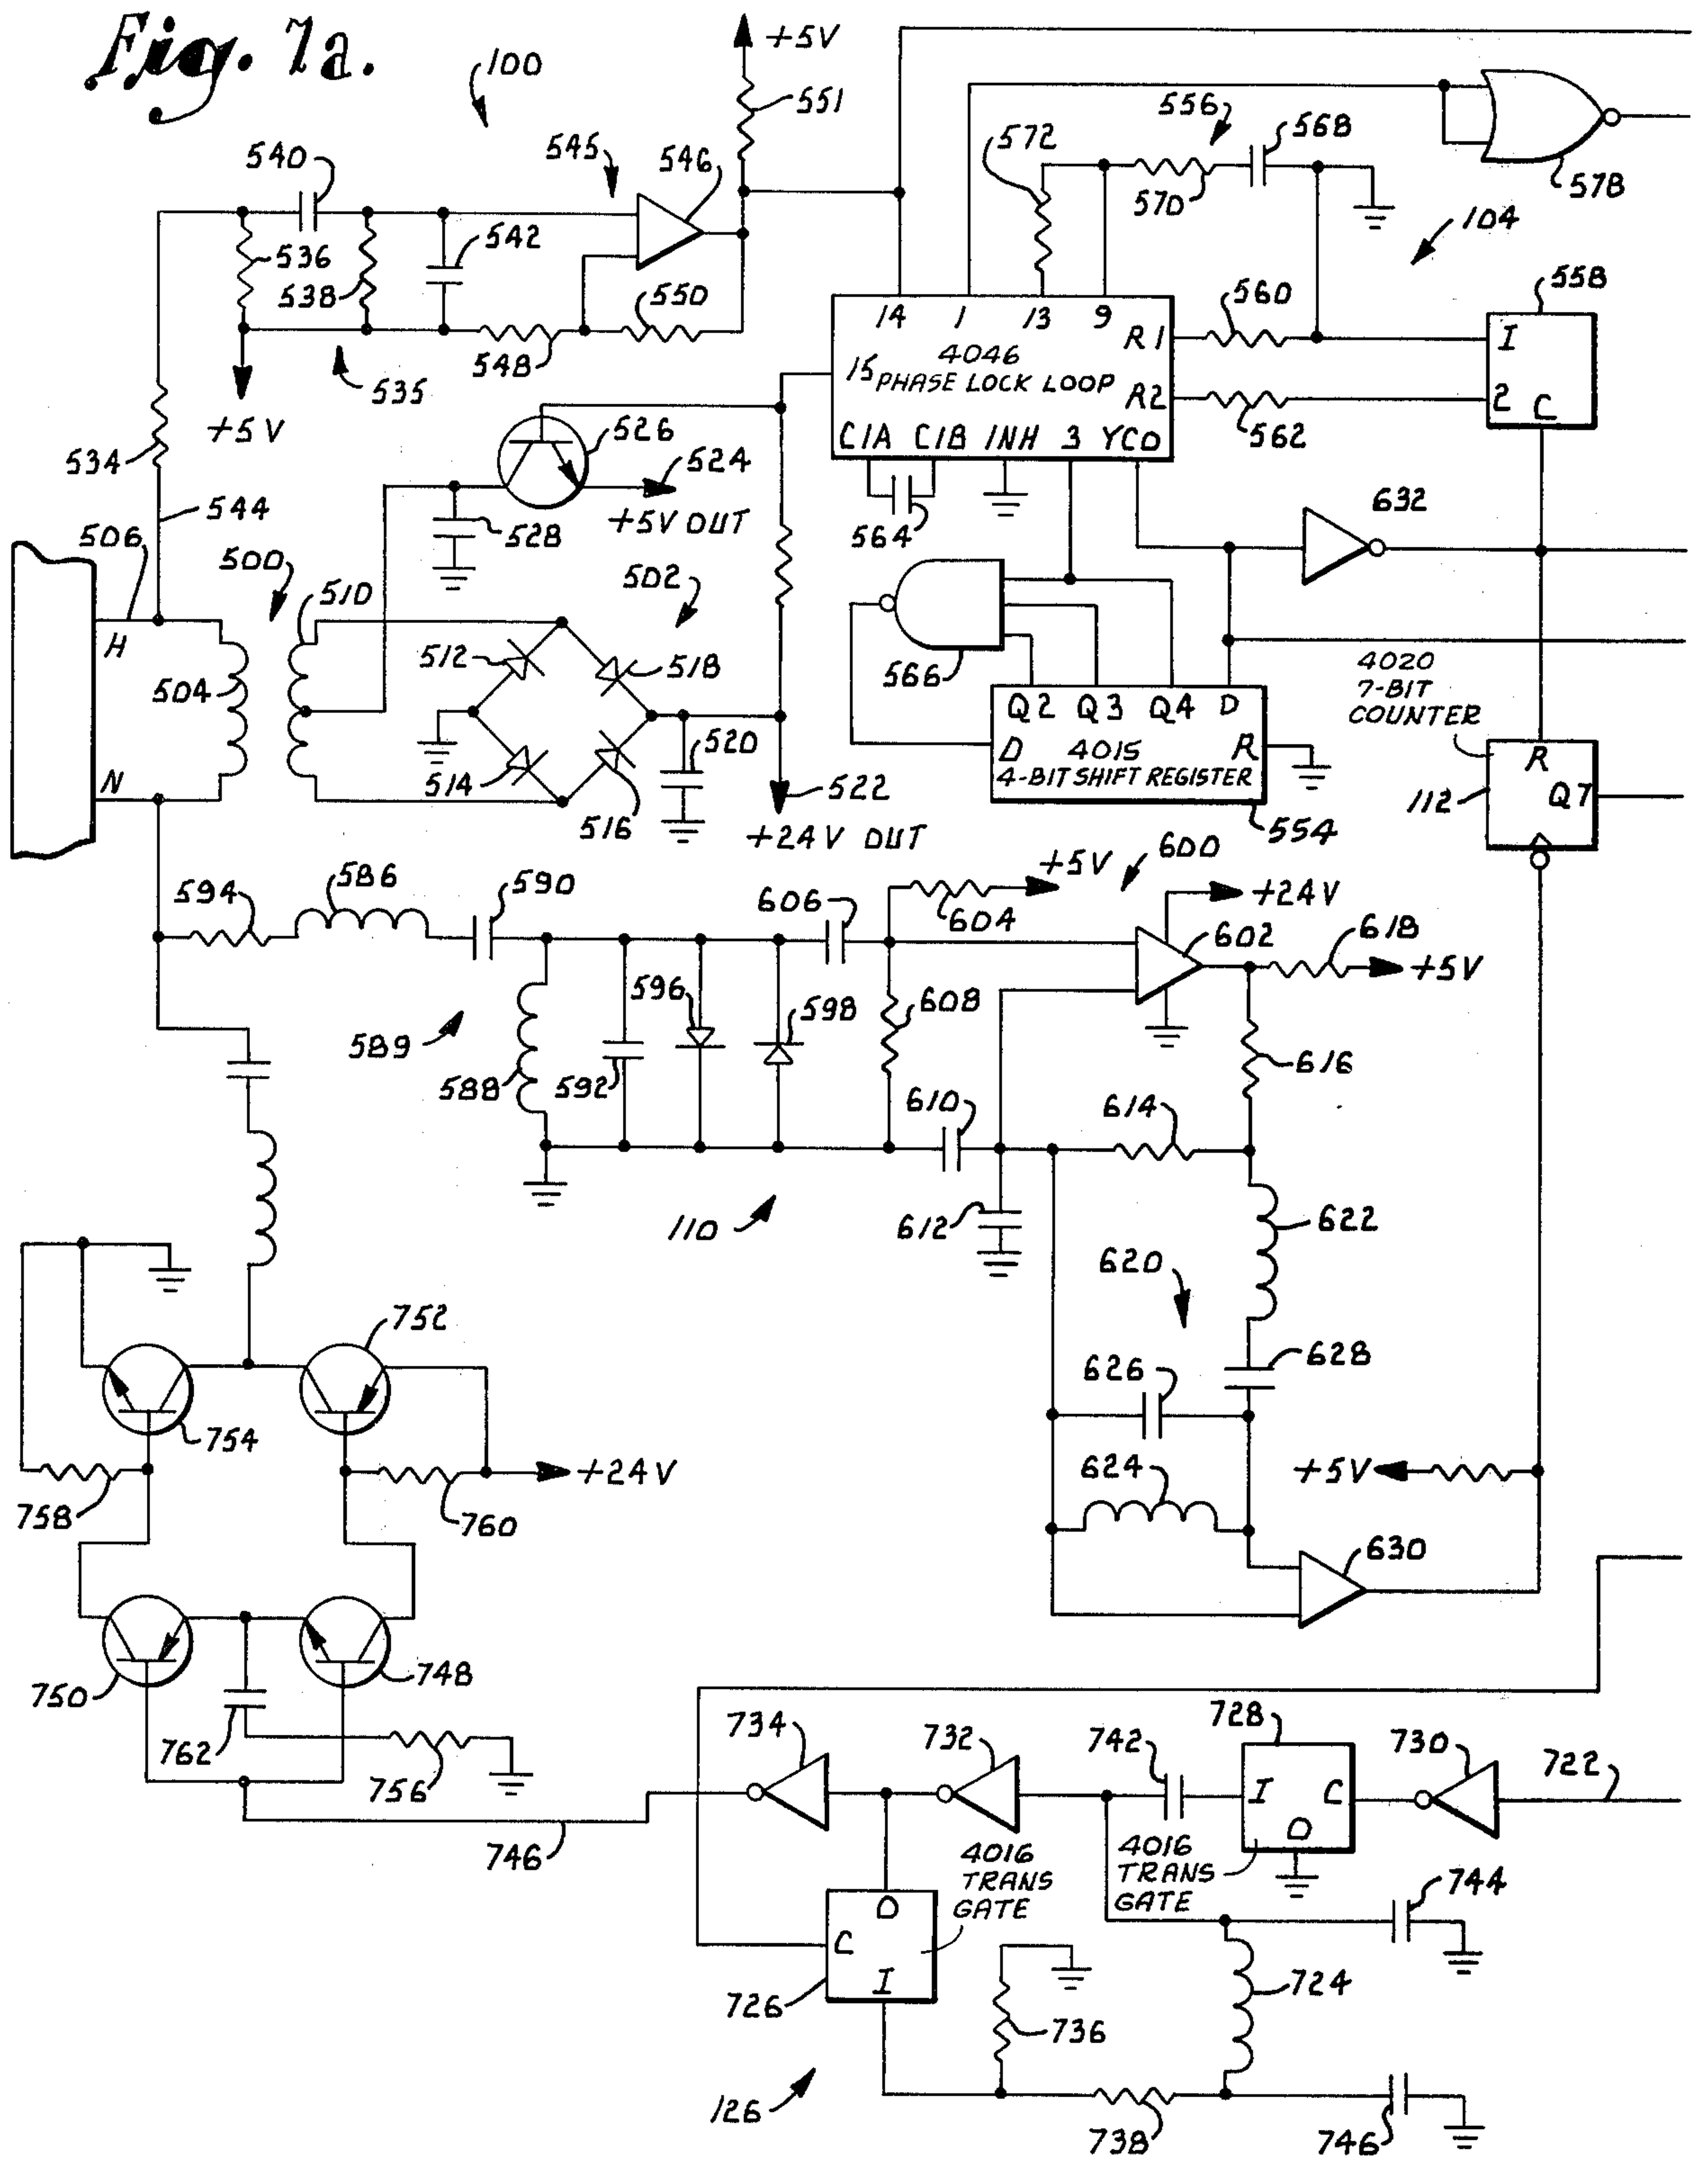 Fig. 7a.
100
+5V
551
540
545
546
572
556
568
570
578
104
536
538
542
550
548
535
+5V
534
544
506
H
N
14
1
13
9
R1
R2
15
4046
PHASE LOCK LOOP
C1A
C1B
INH
3
VCO
560
562
558
I
2
C
526
524
+5V OUT
528
564
632
500
510
502
504
512
518
514
516
520
522
+24V OUT
566
Q2
Q3
Q4
D
D
4015
R
4-BIT SHIFT REGISTER
554
4020
7-BIT
COUNTER
R
112
Q7
594
586
590
606
604
+5V
600
+24V
602
618
+5V
589
588
592
596
598
608
610
614
616
110
612
622
620
626
628
624
+5V
630
752
754
+24V
758
760
750
748
762
756
746
734
732
742
728
I
C
O
730
722
4016
TRANS
GATE
4016
TRANS
GATE
744
O
C
I
726
736
724
126
738
746